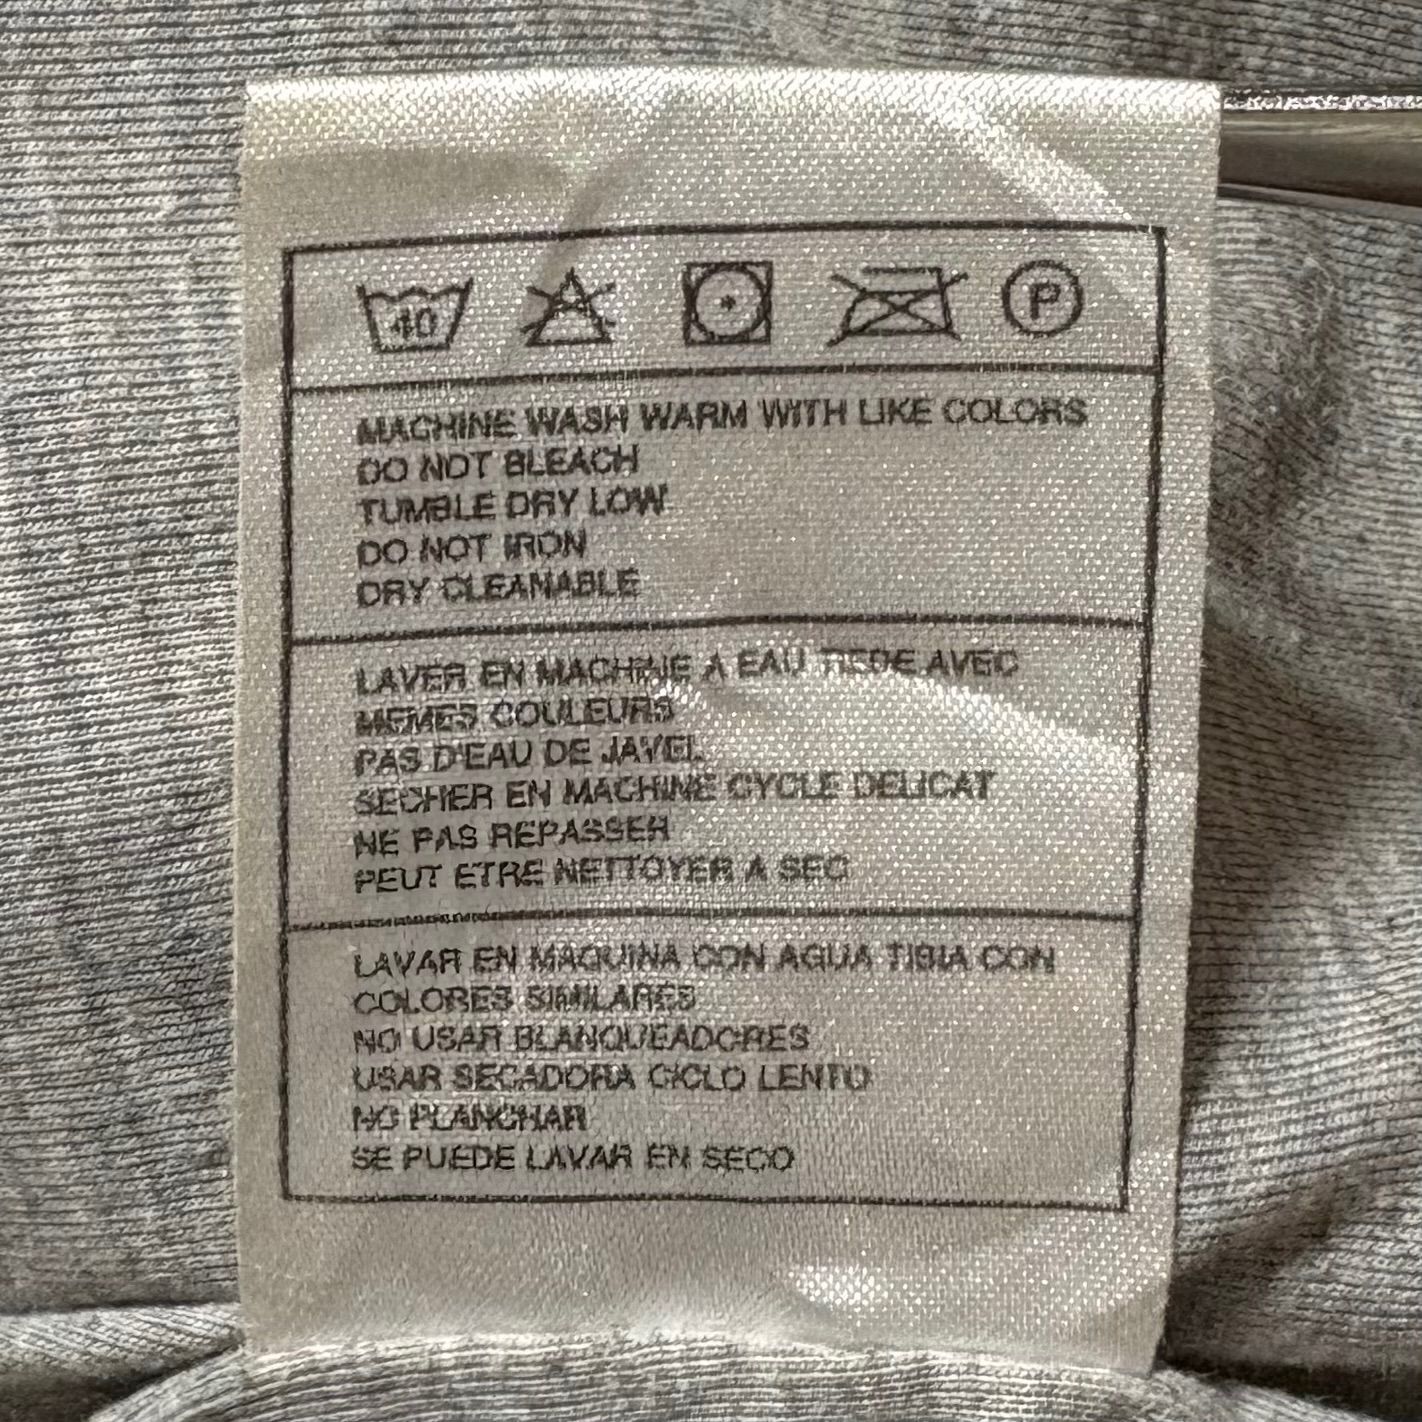 40 P
MACHINE WASH WARM WITH LIKE COLORS
DO NOT BLEACH
TUMBLE DRY LOW
DO NOT IRON
DRY CLEANABLE
LAVER EN MACHINE A EAU TIEDE AVEC
MEMES COULEURS
PAS D'EAU DE JAVEL
SECHER EN MACHINE CYCLE DELICAT
NE PAS REPASSER
PEUT ETRE NETTOYER A SEC
LAVAR EN MAQUINA CON AGUA TIBIA CON
COLORES SIMILARES
NO USAR BLANQUEADORES
USAR SECADORA CICLO LENTO
NO PLANCHAR
SE PUEDE LAVAR EN SECO